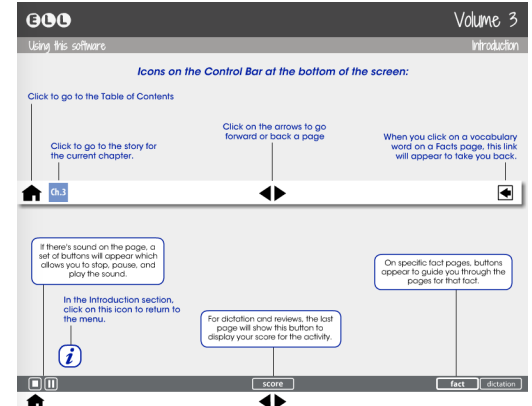 ELL
Volume 3
Using this software
Introduction
Icons on the Control Bar at the bottom of the screen:
Click to go to the Table of Contents
Click to go to the story for
the current chapter.
Click on the arrows to go
forward or back a page
When you click on a vocabulary
word on a Facts page, this link
will appear to take you back.
Ch.3
If there's sound on the page, a
set of buttons will appear which
allows you to stop, pause, and
play the sound.
In the Introduction section,
click on this icon to return to
the menu.
i
For dictation and reviews, the last
page will show this button to
display your score for the activity.
On specific fact pages, buttons
appear to guide you through the
pages for that fact.
score
fact
dictation